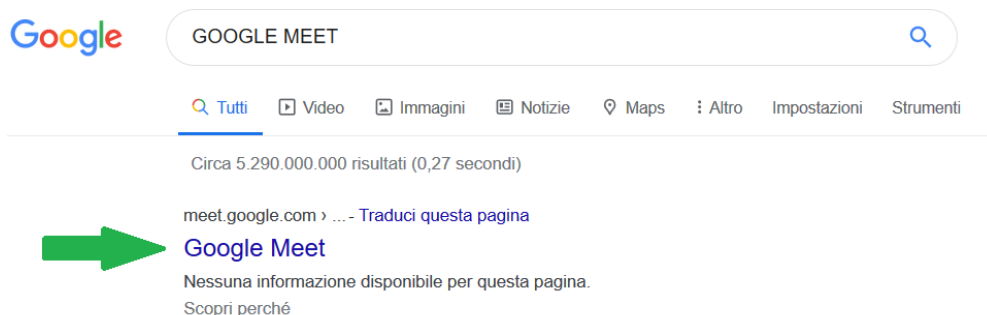 Google GOOGLE MEET
Tutti Video Immagini Notizie Maps Altro Impostazioni Strumenti
Circa 5.290.000.000 risultati (0,27 secondi)
meet.google.com › ... - Traduci questa pagina
Google Meet
Nessuna informazione disponibile per questa pagina.
Scopri perché